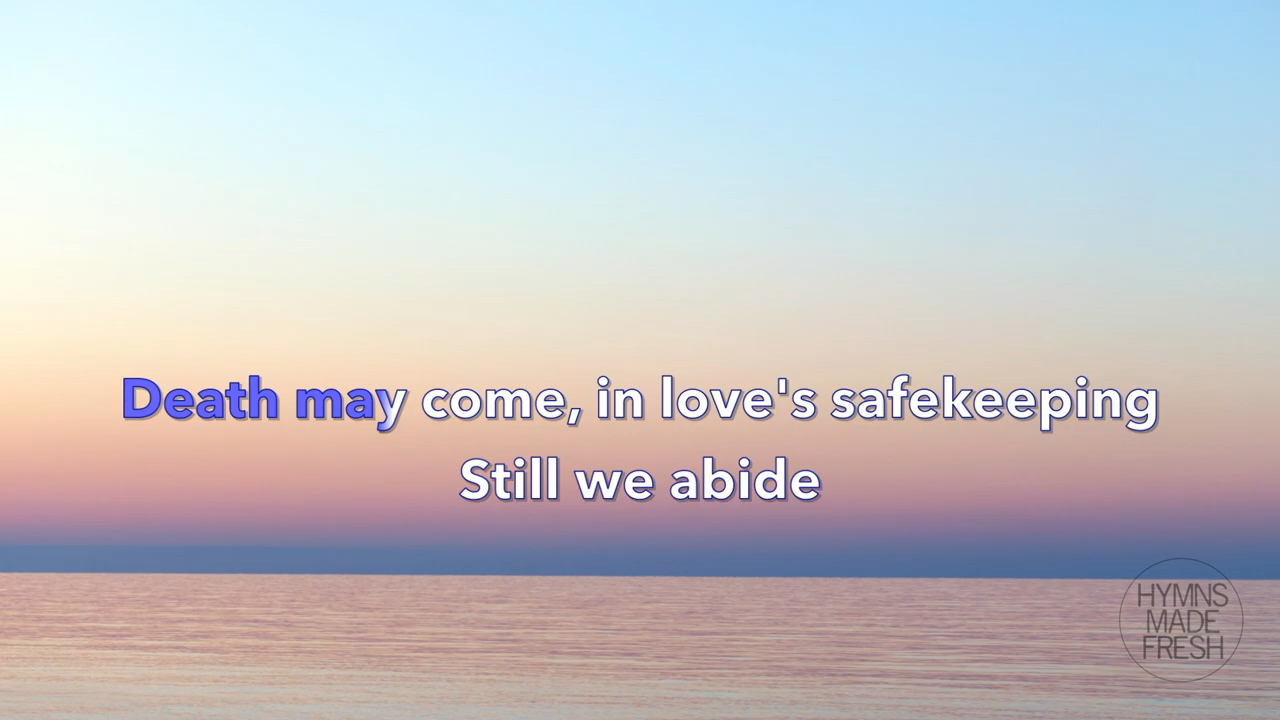 Death may come, in love's safekeeping
Still we abide
HYMNS
MADE
FRESH